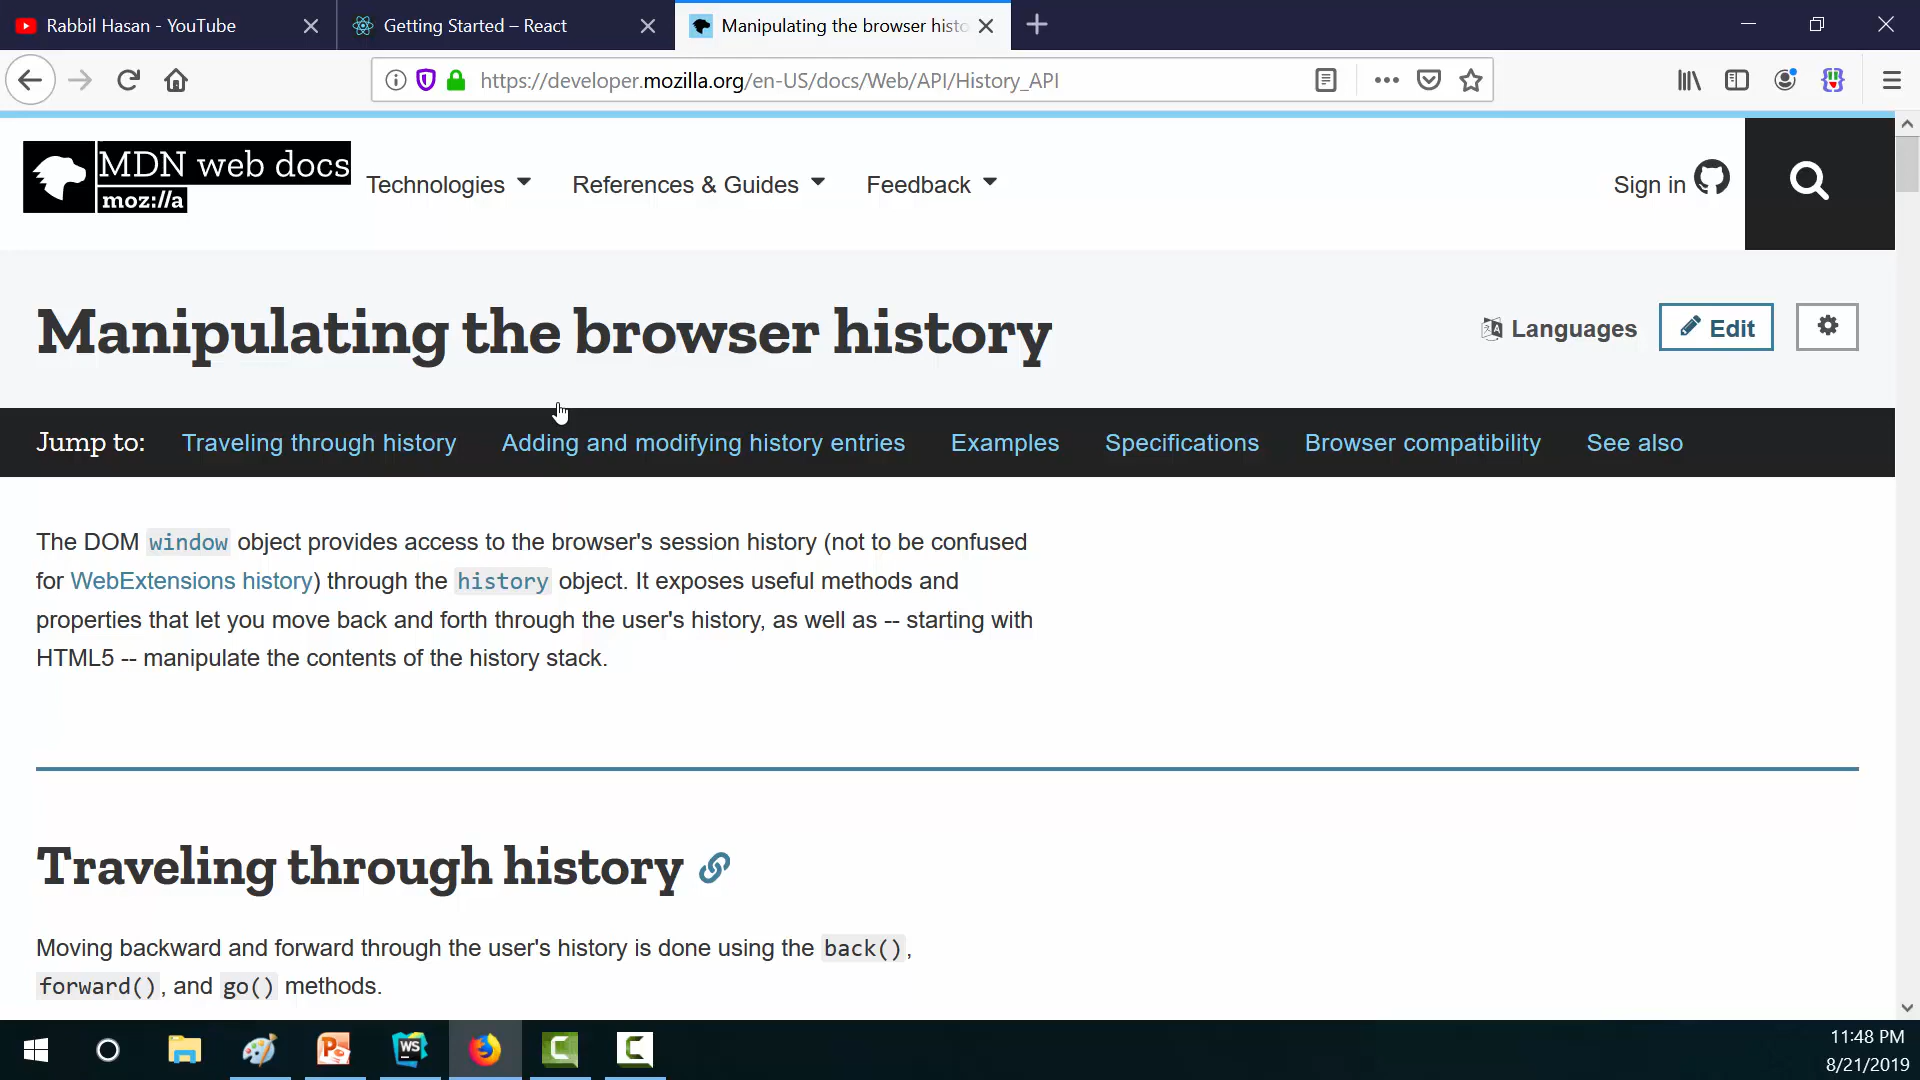 Rabbil Hasan - YouTube
Getting Started – React
Manipulating the browser histo
https://developer.mozilla.org/en-US/docs/Web/API/History_API
MDN web docs
moz://a
Technologies
References & Guides
Feedback
Sign in
Manipulating the browser history
Languages
Edit
Jump to: Traveling through history Adding and modifying history entries Examples Specifications Browser compatibility See also
The DOM window object provides access to the browser's session history (not to be confused
for WebExtensions history) through the history object. It exposes useful methods and
properties that let you move back and forth through the user's history, as well as -- starting with
HTML5 -- manipulate the contents of the history stack.
Traveling through history
Moving backward and forward through the user's history is done using the back(),
forward(), and go() methods.
WS
11:48 PM
8/21/2019